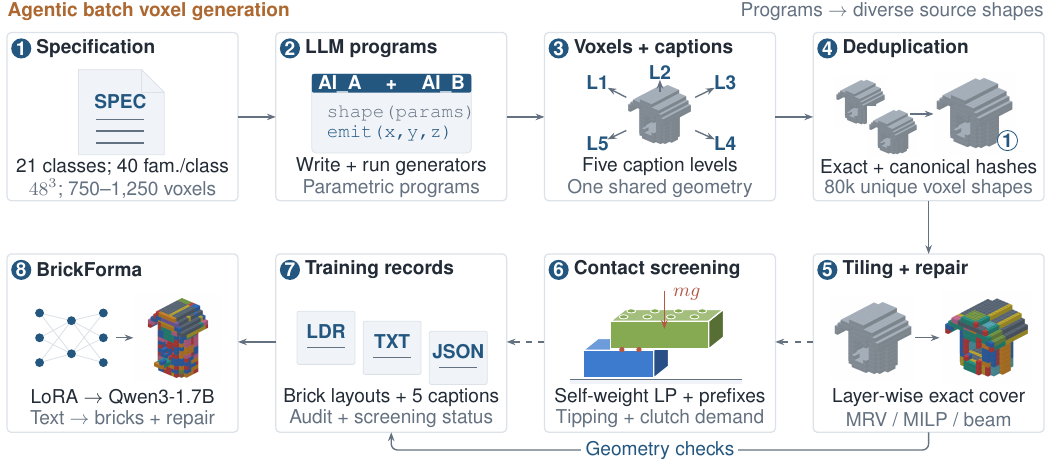 Agentic batch voxel generation
Programs → diverse source shapes
1 Specification
SPEC
21 classes; 40 fam./class
48³; 750–1,250 voxels
2 LLM programs
AI_A + AI_B
shape(params)
emit(x,y,z)
Write + run generators
Parametric programs
3 Voxels + captions
L1 L2 L3
L5 L4
Five caption levels
One shared geometry
4 Deduplication
1
Exact + canonical hashes
80k unique voxel shapes
8 BrickForma
LoRA → Qwen3-1.7B
Text → bricks + repair
7 Training records
LDR
TXT
JSON
Brick layouts + 5 captions
Audit + screening status
6 Contact screening
mg
Self-weight LP + prefixes
Tipping + clutch demand
5 Tiling + repair
Layer-wise exact cover
MRV / MILP / beam
Geometry checks